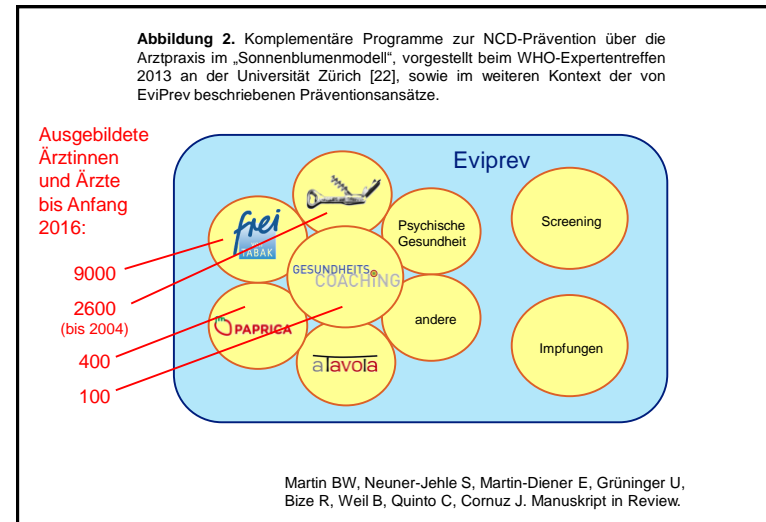 Abbildung 2. Komplementäre Programme zur NCD-Prävention über die
Arztpraxis im „Sonnenblumenmodell“, vorgestellt beim WHO-Expertentreffen
2013 an der Universität Zürich [22], sowie im weiteren Kontext der von
EviPrev beschriebenen Präventionsansätze.
Ausgebildete
Ärztinnen
und Ärzte
bis Anfang
2016:
9000
2600
(bis 2004)
400
100
Eviprev
frei
TABAK
Psychische
Gesundheit
Screening
GESUNDHEITS
COACHING
PAPRICA
andere
aTavola
Impfungen
Martin BW, Neuner-Jehle S, Martin-Diener E, Grüninger U,
Bize R, Weil B, Quinto C, Cornuz J. Manuskript in Review.